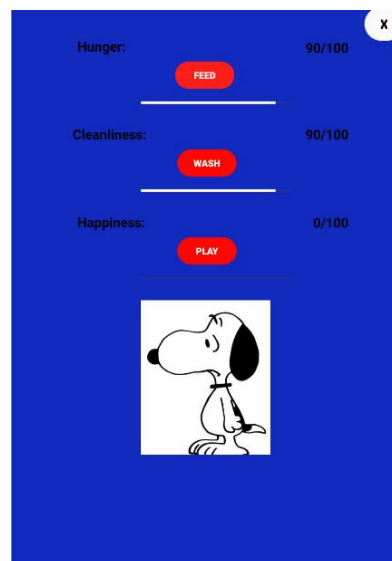 X
Hunger: 90/100
FEED
Cleanliness: 90/100
WASH
Happiness: 0/100
PLAY